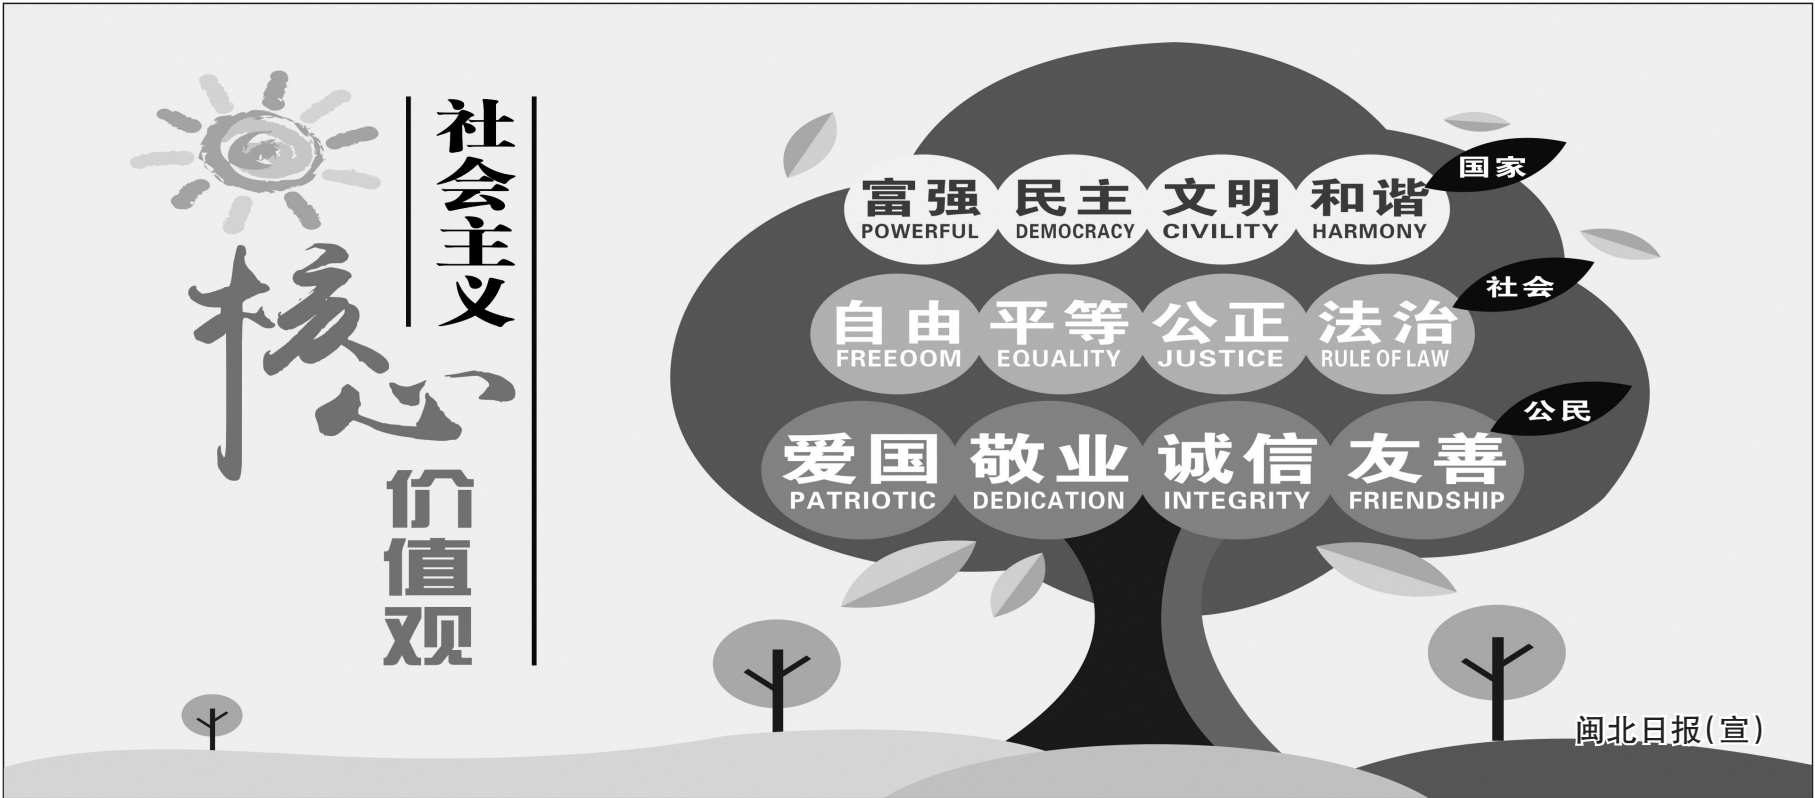 社会主义
核心
价值观
国家
富强 民主 文明 和谐
POWERFUL DEMOCRACY CIVILITY HARMONY
社会
自由 平等 公正 法治
FREEOOM EQUALITY JUSTICE RULE OF LAW
公民
爱国 敬业 诚信 友善
PATRIOTIC DEDICATION INTEGRITY FRIENDSHIP
闽北日报(宣)